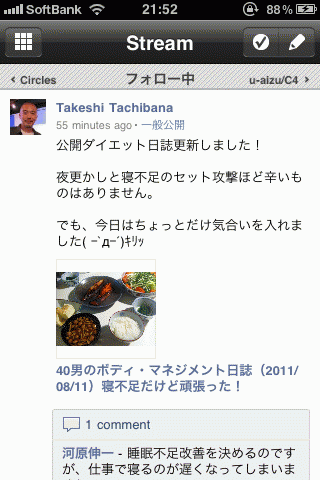 SoftBank 21:52 88%
Stream
Circles フォロー中 u-aizu/C4
Takeshi Tachibana
55 minutes ago・一般公開
公開ダイエット日誌更新しました！
夜更かしと寝不足のセット攻撃ほど辛いも
のはありません。
でも、今日はちょっとだけ気合いを入れま
した( ｰ`дｰ´)ｷﾘｯ
40男のボディ・マネジメント日誌（2011/
08/11）寝不足だけど頑張った！
1 comment
河原伸一 - 睡眠不足改善を決めるのです
が、仕事で寝るのが遅くなってしまいま